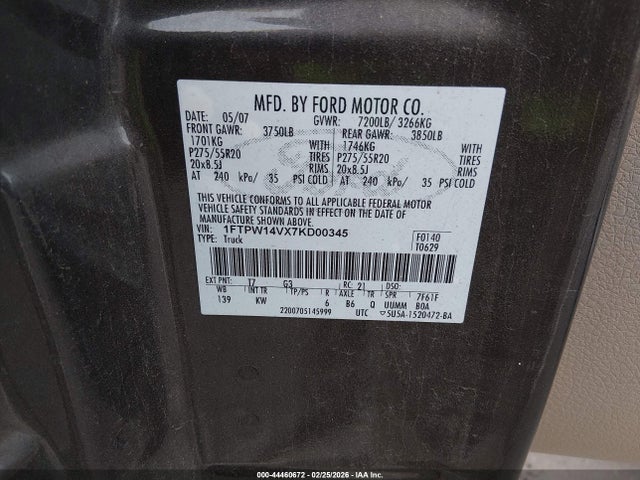 MFD. BY FORD MOTOR CO.
DATE: 05/07 GVWR: 7200LB/ 3266KG
FRONT GAWR: 3750LB REAR GAWR: 3850LB
1701KG WITH 1746KG WITH
P275/55R20 TIRES P275/55R20 TIRES
20x8.5J RIMS 20x8.5J RIMS
AT 240 kPa/ 35 PSI COLD AT 240 kPa/ 35 PSI COLD
THIS VEHICLE CONFORMS TO ALL APPLICABLE FEDERAL MOTOR
VEHICLE SAFETY STANDARDS IN EFFECT ON THE DATE OF
MANUFACTURE SHOWN ABOVE.
VIN: 1FTPW14VX7KD00345 F0140
TYPE: Truck T0629
EXT PNT: T7 G3 RC: 21 DSO:
WB INT TR TP/PS R AXLE TR SPR 7F61F
139 KW 6 B6 Q UUMM BOA
2200705145999 UTC 5U5A-1520472-BA
000-44460672 - 02/25/2026 - IAA Inc.